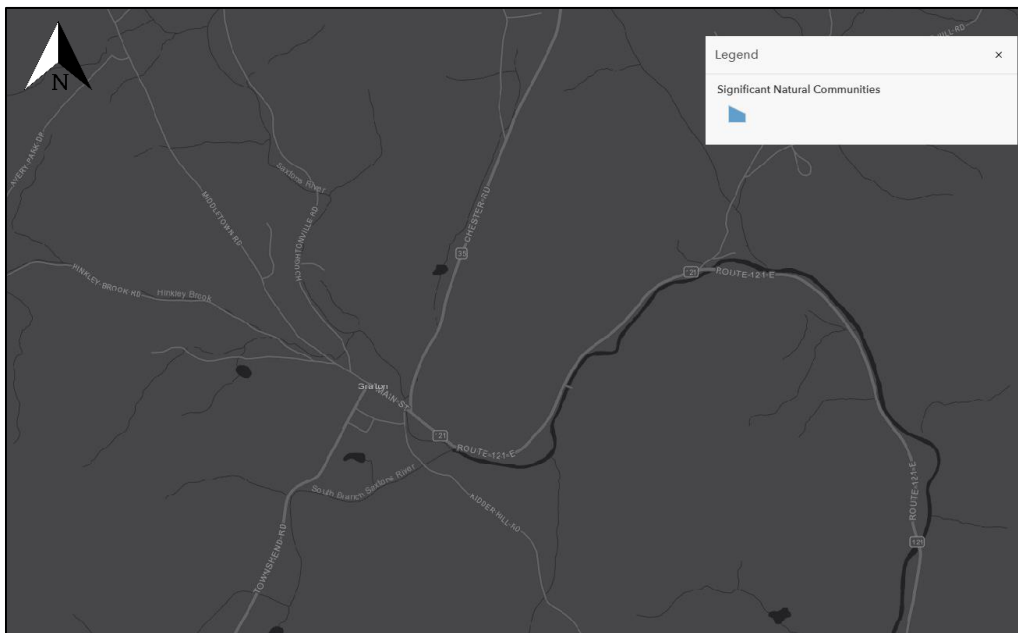 N
Legend
×
Significant Natural Communities
AVERY-PARK-DR
MIDDLETOWN RD
Saxtons River
HOUGHTONVILLE RD
CHESTER-RD
35
HINKLEY-BROOK-RD
Hinkley Brook
121
ROUTE-121-E
Grafton
MAIN-ST
121
ROUTE-121-E
South Branch Saxtons River
KIDDER-HILL-RD
TOWNSHEND-RD
ROUTE-121-E
121